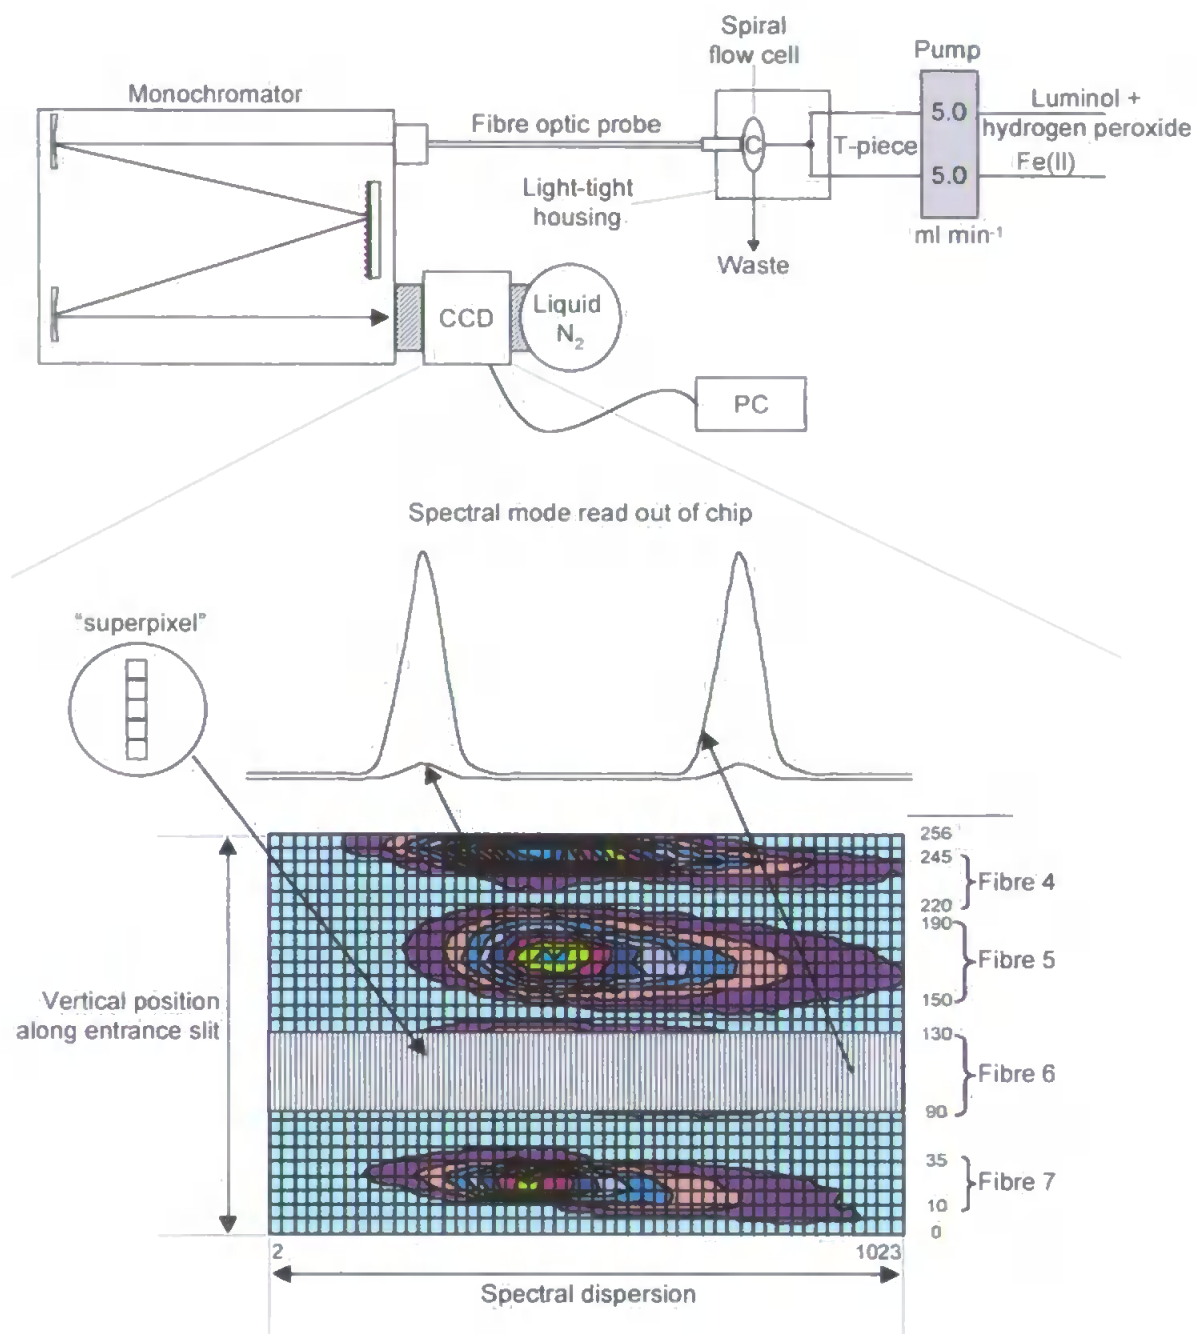 Spiral
flow cell
Pump
Monochromator
5.0
Luminol +
hydrogen peroxide
Fibre optic probe
C
T-piece
Fe(II)
5.0
Light-tight
housing
ml min-1
Waste
CCD
Liquid
N2
PC
Spectral mode read out of chip
"superpixel"
256
245
Fibre 4
220
190
Fibre 5
150
Vertical position
along entrance slit
130
Fibre 6
90
35
Fibre 7
10
0
2
1023
Spectral dispersion